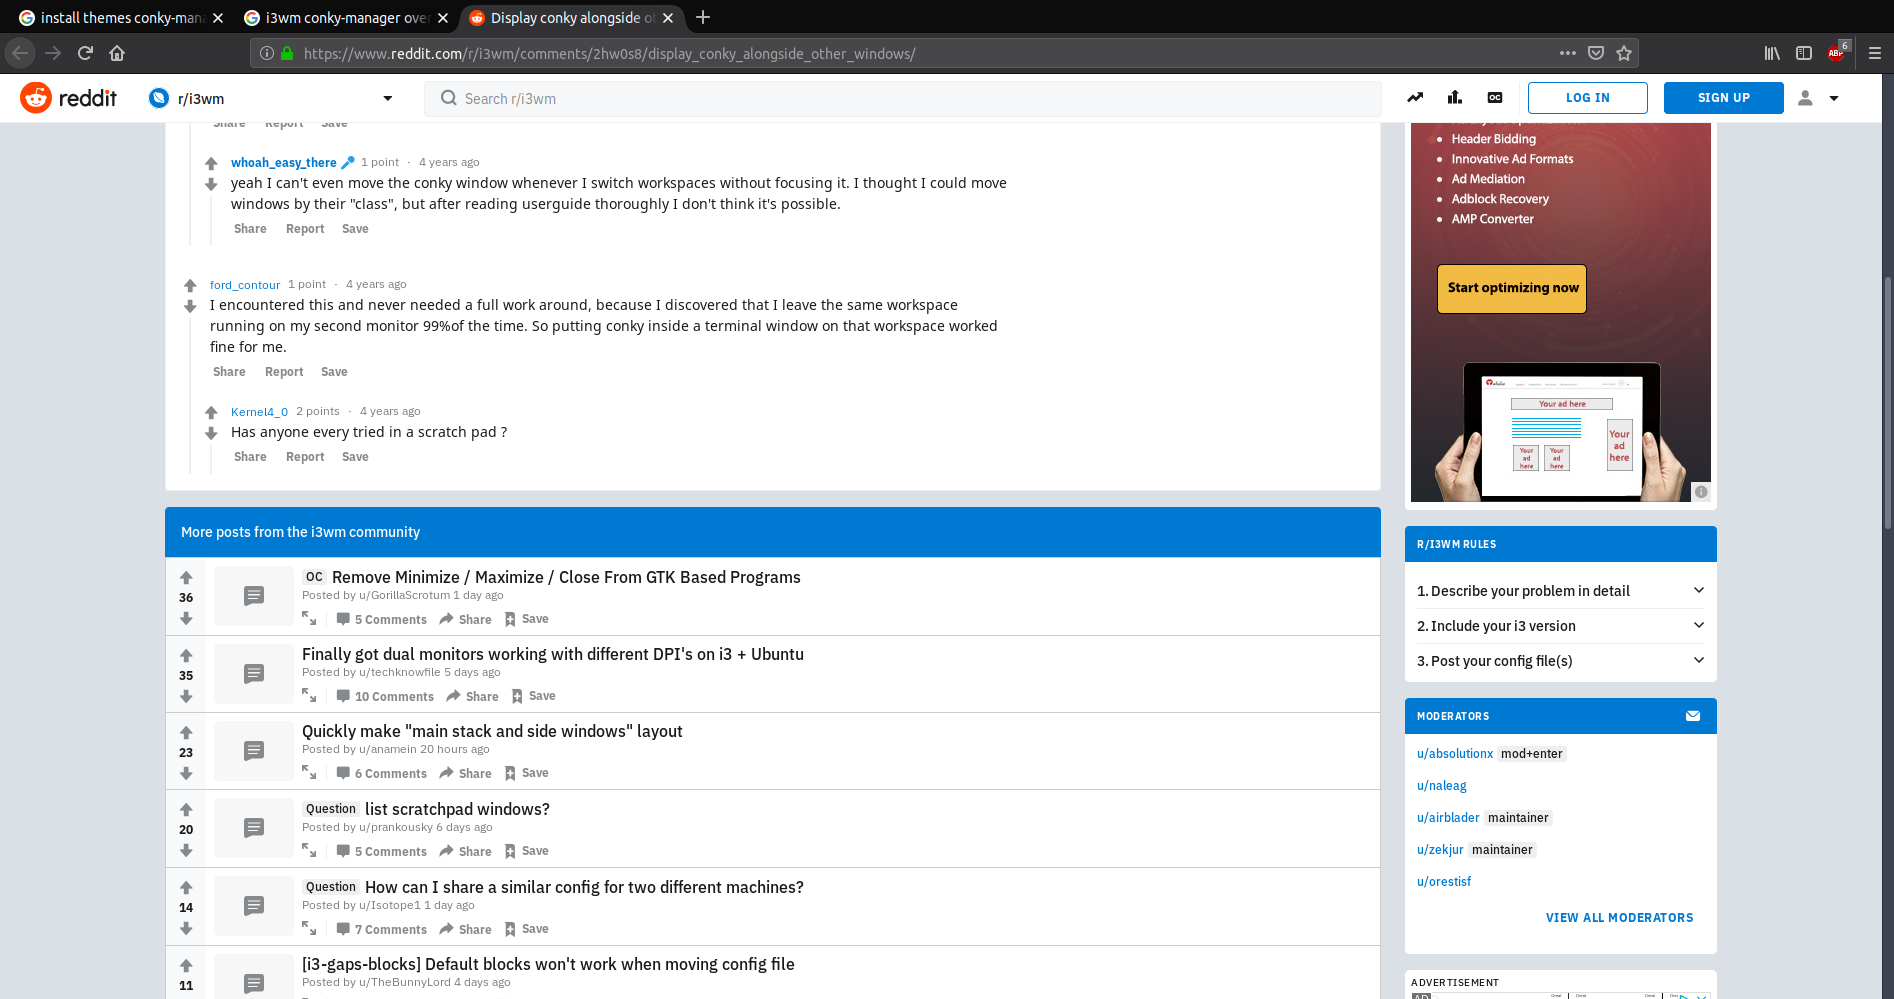 install themes conky-mana
i3wm conky-manager over
Display conky alongside ot
https://www.reddit.com/r/i3wm/comments/2hw0s8/display_conky_alongside_other_windows/
ABP
6
reddit
r/i3wm
Search r/i3wm
OC
LOG IN
SIGN UP
Share Report Save
whoah_easy_there 1 point · 4 years ago
yeah I can't even move the conky window whenever I switch workspaces without focusing it. I thought I could move
windows by their "class", but after reading userguide thoroughly I don't think it's possible.
Share Report Save
ford_contour 1 point · 4 years ago
I encountered this and never needed a full work around, because I discovered that I leave the same workspace
running on my second monitor 99%of the time. So putting conky inside a terminal window on that workspace worked
fine for me.
Share Report Save
Kernel4_0 2 points · 4 years ago
Has anyone every tried in a scratch pad ?
Share Report Save
More posts from the i3wm community
36
OC Remove Minimize / Maximize / Close From GTK Based Programs
Posted by u/GorillaScrotum 1 day ago
5 Comments Share Save
35
Finally got dual monitors working with different DPI's on i3 + Ubuntu
Posted by u/techknowfile 5 days ago
10 Comments Share Save
23
Quickly make "main stack and side windows" layout
Posted by u/anamein 20 hours ago
6 Comments Share Save
20
Question list scratchpad windows?
Posted by u/prankousky 6 days ago
5 Comments Share Save
14
Question How can I share a similar config for two different machines?
Posted by u/Isotope1 1 day ago
7 Comments Share Save
11
[i3-gaps-blocks] Default blocks won't work when moving config file
Posted by u/TheBunnyLord 4 days ago
Header Bidding
Innovative Ad Formats
Ad Mediation
Adblock Recovery
AMP Converter
Start optimizing now
Your ad here
Your
ad
here
Your
ad
here
Your
ad
here
R/I3WM RULES
1. Describe your problem in detail
2. Include your i3 version
3. Post your config file(s)
MODERATORS
u/absolutionx mod+enter
u/naleag
u/airblader maintainer
u/zekjur maintainer
u/orestisf
VIEW ALL MODERATORS
ADVERTISEMENT
AD